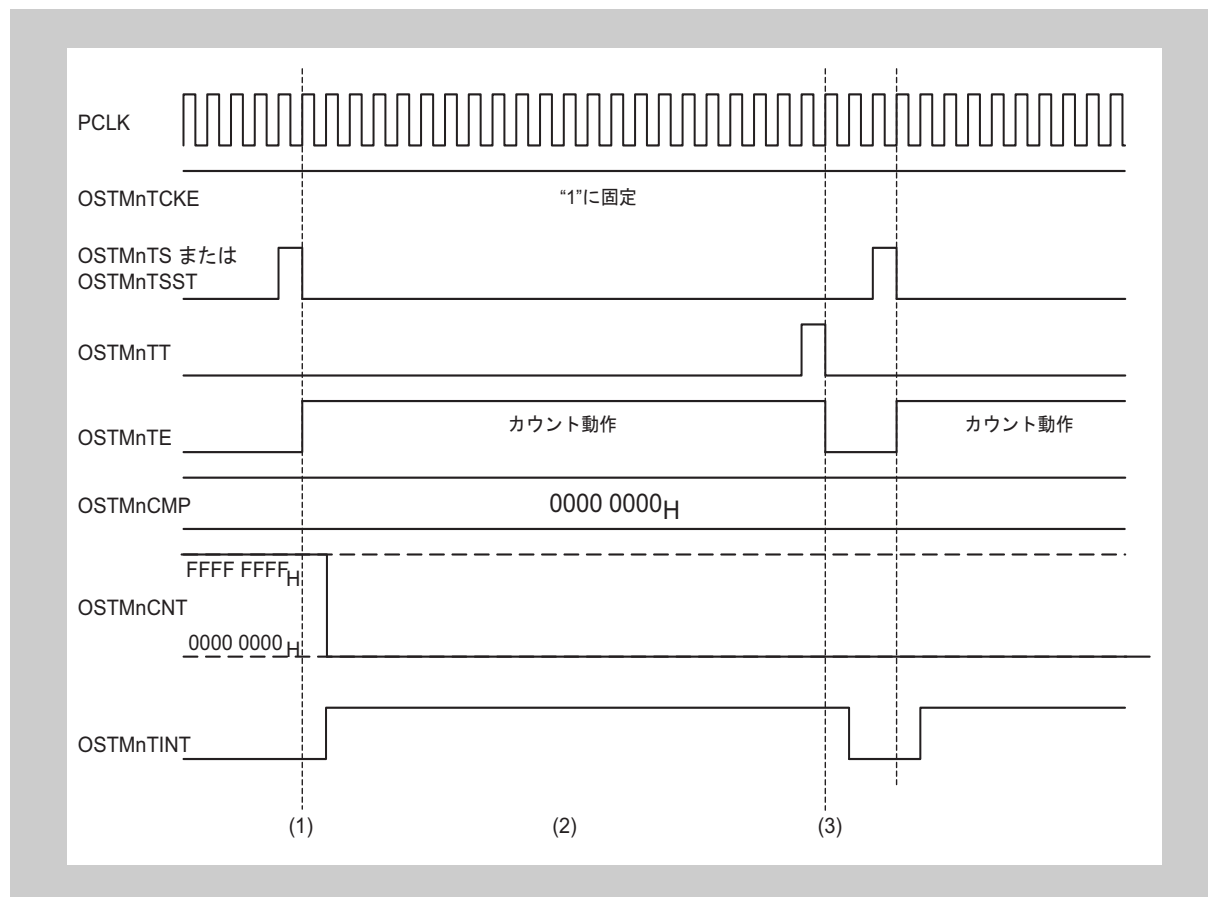 PCLK
OSTMnTCKE
“1”に固定
OSTMnTS または
OSTMnTSST
OSTMnTT
OSTMnTE
カウント動作
カウント動作
OSTMnCMP
0000 0000H
FFFF FFFFH
OSTMnCNT
0000 0000H
OSTMnTINT
(1)
(2)
(3)